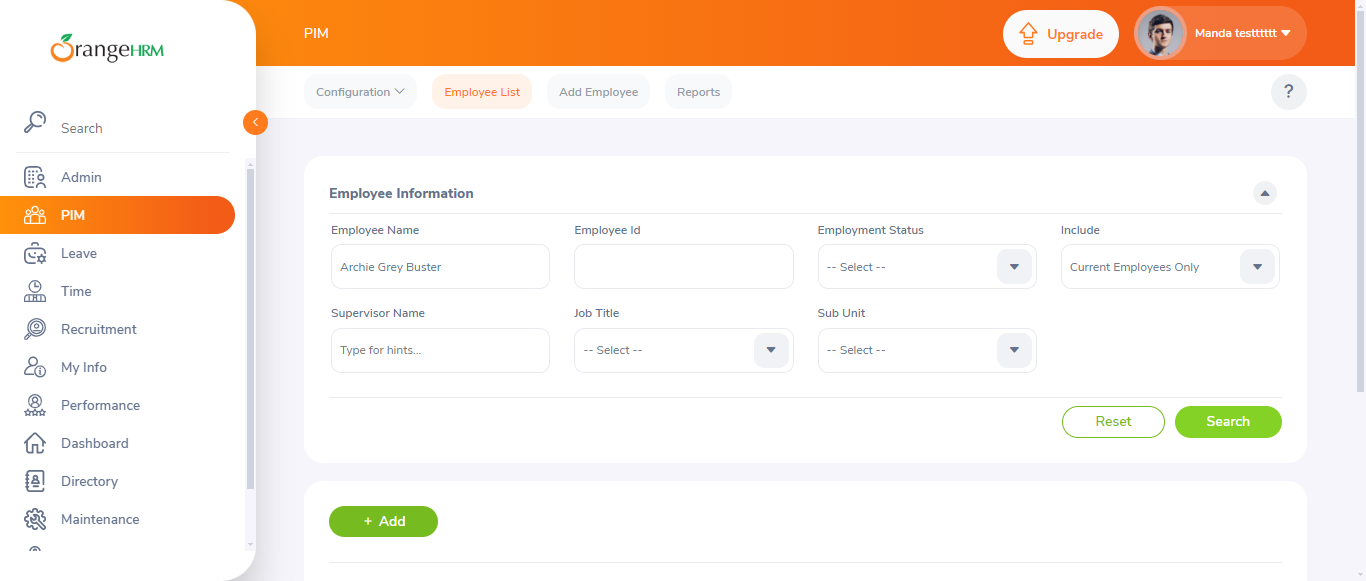 OrangeHRM
PIM
Upgrade
Manda testttttt
Configuration
Employee List
Add Employee
Reports
?
Search
Admin
PIM
Leave
Time
Recruitment
My Info
Performance
Dashboard
Directory
Maintenance
Employee Information
Employee Name
Employee Id
Employment Status
Include
Archie Grey Buster
-- Select --
Current Employees Only
Supervisor Name
Job Title
Sub Unit
Type for hints...
-- Select --
-- Select --
Reset
Search
+ Add